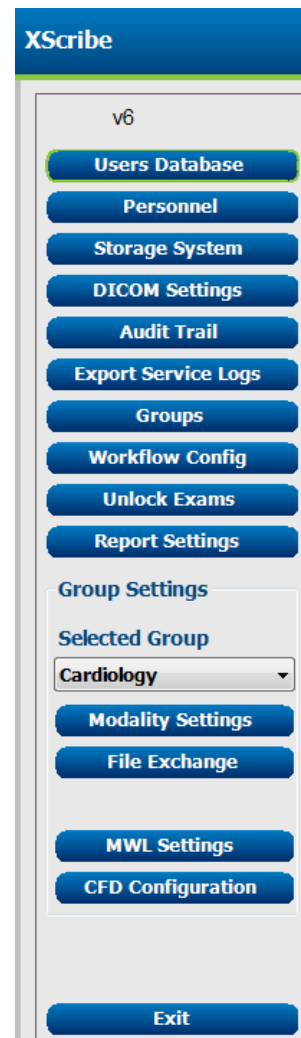 XScribe
v6
Users Database
Personnel
Storage System
DICOM Settings
Audit Trail
Export Service Logs
Groups
Workflow Config
Unlock Exams
Report Settings
Group Settings
Selected Group
Cardiology
Modality Settings
File Exchange
MWL Settings
CFD Configuration
Exit